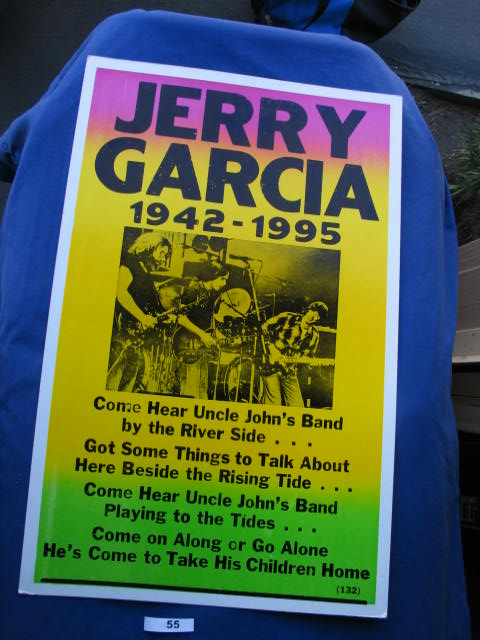 JERRY
GARCIA
1942-1995
Come Hear Uncle John's Band
by the River Side . . .
Got Some Things to Talk About
Here Beside the Rising Tide . . .
Come Hear Uncle John's Band
Playing to the Tides . . .
Come on Along or Go Alone
He's Come to Take His Children Home
(132)
55